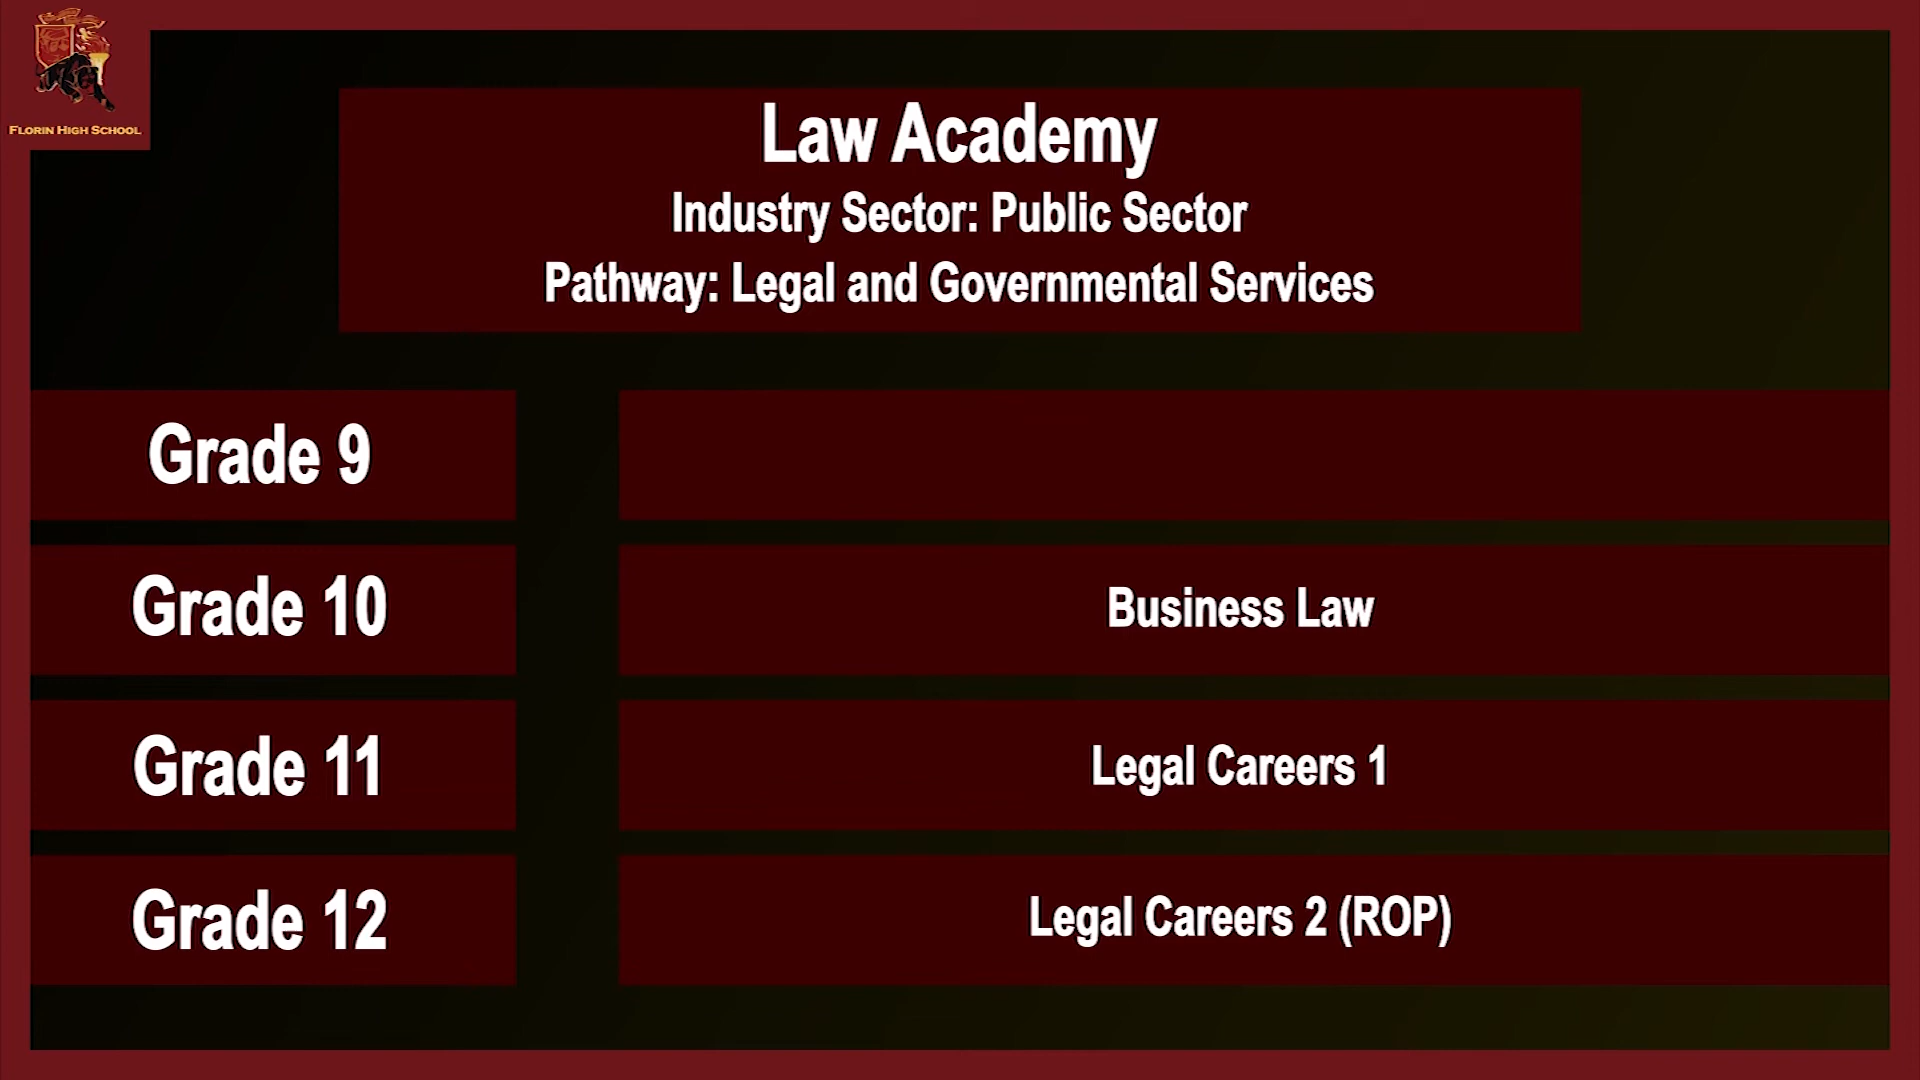 FLORIN HIGH SCHOOL
Law Academy
Industry Sector: Public Sector
Pathway: Legal and Governmental Services
Grade 9
Grade 10
Business Law
Grade 11
Legal Careers 1
Grade 12
Legal Careers 2 (ROP)